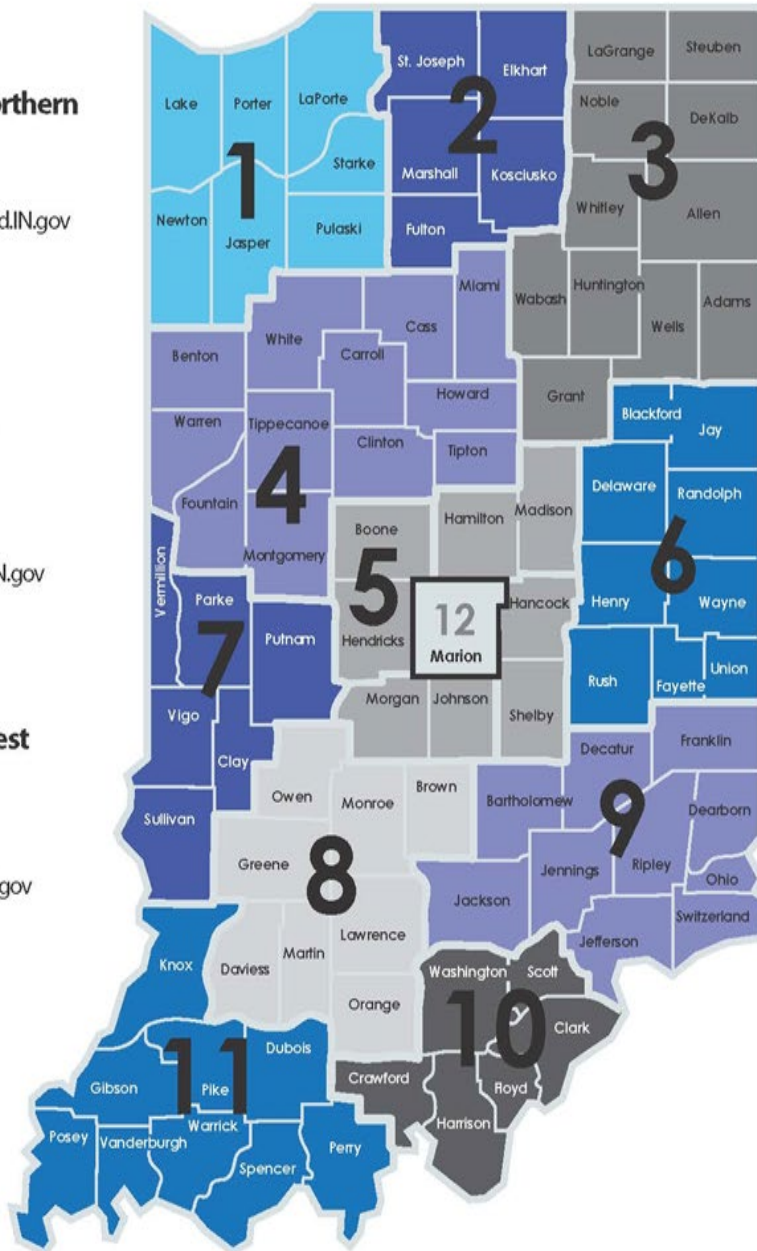 rthern
d.IN.gov
N.gov
est
gov
St. Joseph
Elkhart
LaGrange
Steuben
Lake
Porter
LaPorte
Noble
DeKalb
2
3
1
Starke
Marshall
Kosciusko
Whitley
Allen
Newton
Jasper
Pulaski
Fulton
Miami
Wabash
Huntington
Adams
Wells
White
Cass
Carroll
Benton
Howard
Grant
Blackford
Jay
Warren
Tippecanoe
Clinton
Tipton
4
Fountain
Montgomery
Delaware
Randolph
Boone
Hamilton
Madison
5
6
Vermillion
Parke
Putnam
7
Hendricks
12
Marion
Hancock
Henry
Wayne
Rush
Fayette
Union
Morgan
Johnson
Shelby
Vigo
Clay
Decatur
Franklin
Sullivan
Owen
Monroe
Brown
Bartholomew
9
Dearborn
Greene
8
Jennings
Ripley
Ohio
Jackson
Switzerland
Knox
Daviess
Martin
Lawrence
Jefferson
Washington
Scott
Orange
10
Clark
Dubois
11
Gibson
Pike
Crawford
Floyd
Harrison
Posey
Vanderburgh
Warrick
Spencer
Perry